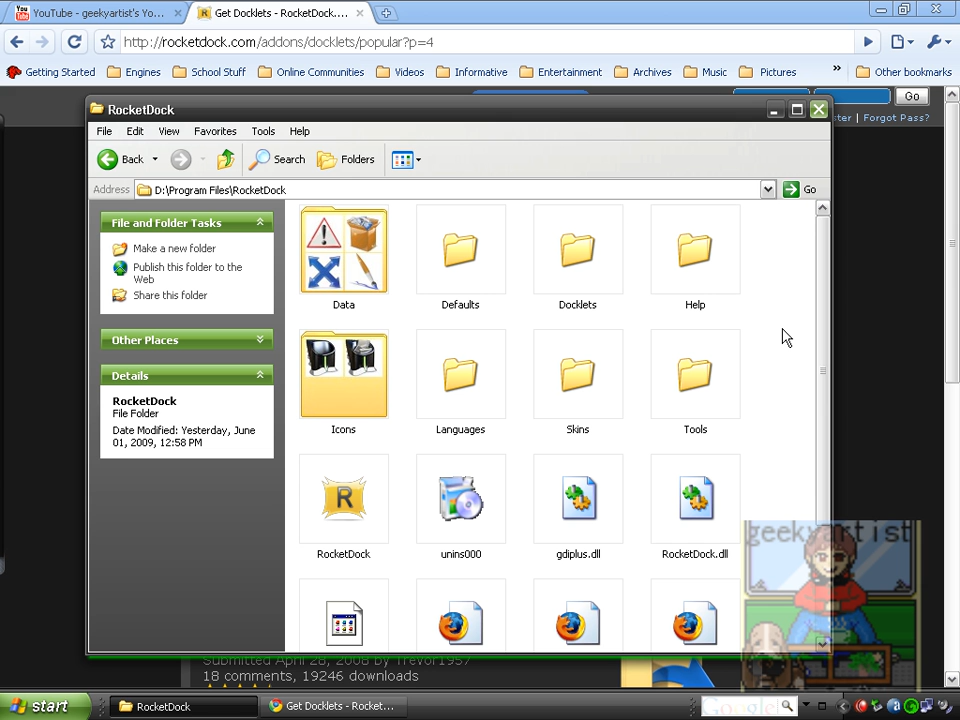 YouTube - geekyartist's Yo...
Get Docklets - RocketDock....
http://rocketdock.com/addons/docklets/popular?p=4
Getting Started
Engines
School Stuff
Online Communities
Videos
Informative
Entertainment
Archives
Music
Pictures
»
Other bookmarks
Go
Forgot Pass?
RocketDock
File
Edit
View
Favorites
Tools
Help
Back
Search
Folders
Address
D:\Program Files\RocketDock
Go
File and Folder Tasks
Make a new folder
Publish this folder to the
Web
Share this folder
Other Places
Details
RocketDock
File Folder
Date Modified: Yesterday, June
01, 2009, 12:58 PM
Data
Defaults
Docklets
Help
Icons
Languages
Skins
Tools
RocketDock
unins000
gdiplus.dll
RocketDock.dll
geekyartist
Submitted April 28, 2008 by Trevor1957
18 comments, 19246 downloads
start
RocketDock
Get Docklets - Rocket...
Google